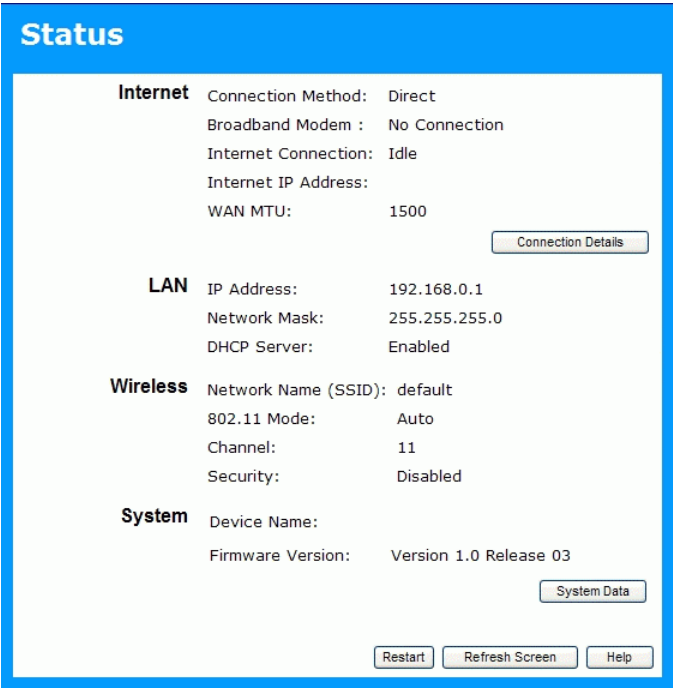 Status
Internet Connection Method: Direct
Broadband Modem : No Connection
Internet Connection: Idle
Internet IP Address:
WAN MTU: 1500
Connection Details
LAN IP Address: 192.168.0.1
Network Mask: 255.255.255.0
DHCP Server: Enabled
Wireless Network Name (SSID): default
802.11 Mode: Auto
Channel: 11
Security: Disabled
System Device Name:
Firmware Version: Version 1.0 Release 03
System Data
Restart Refresh Screen Help